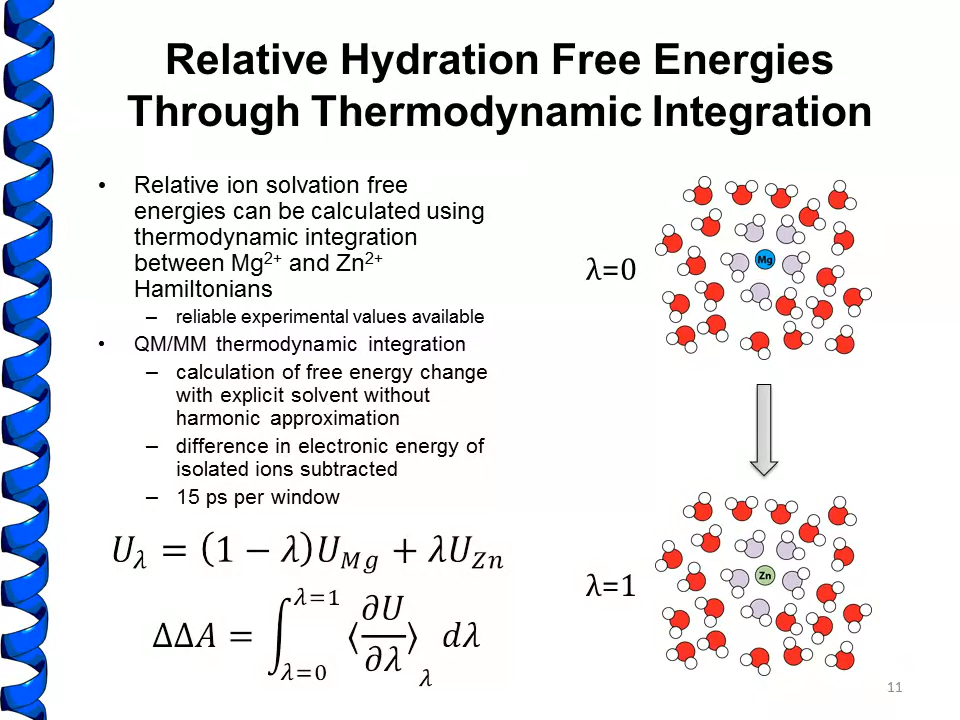 Relative Hydration Free Energies
Through Thermodynamic Integration
• Relative ion solvation free
energies can be calculated using
thermodynamic integration
between Mg²⁺ and Zn²⁺
Hamiltonians
– reliable experimental values available
• QM/MM thermodynamic integration
– calculation of free energy change
with explicit solvent without
harmonic approximation
– difference in electronic energy of
isolated ions subtracted
– 15 ps per window
U_λ = (1 − λ)U_Mg + λU_Zn
ΔΔA = ∫_{λ=0}^{λ=1} ⟨∂U/∂λ⟩_λ dλ
λ=0
Mg
λ=1
Zn
11